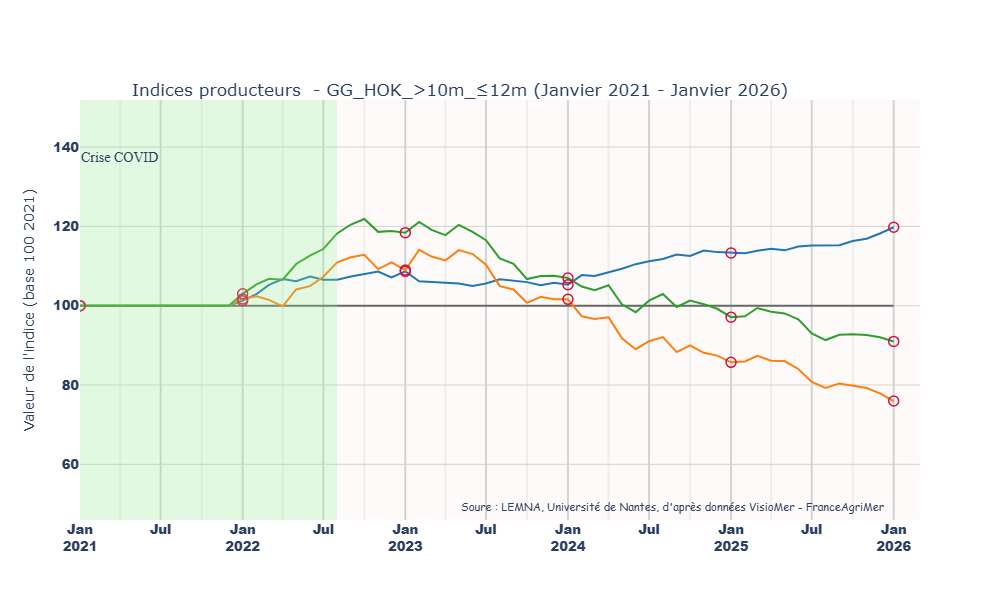 Indices producteurs - GG_HOK_>10m_≤12m (Janvier 2021 - Janvier 2026)
Valeur de l'indice (base 100 2021)
140
Crise COVID
120
100
80
60
Soure : LEMNA, Université de Nantes, d'après données VisioMer - FranceAgriMer
Jan Jul Jan Jul Jan Jul Jan Jul Jan Jul Jan
2021 2022 2023 2024 2025 2026